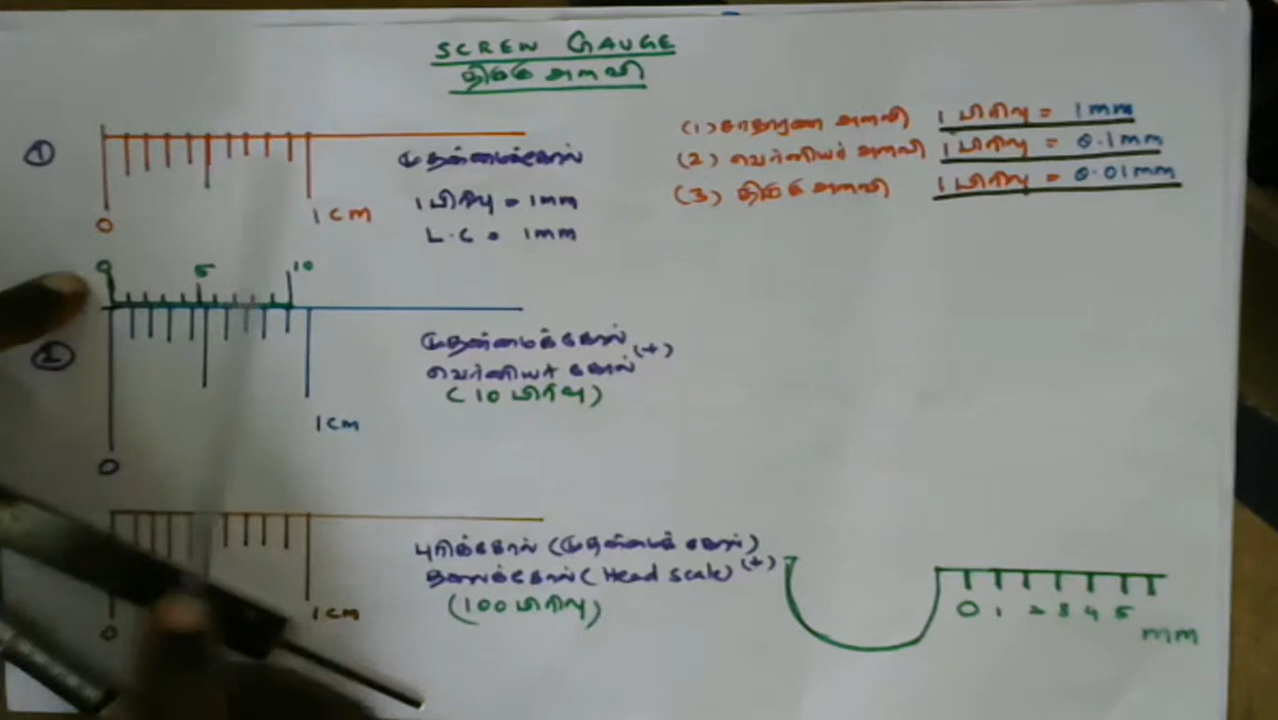 SCREW GAUGE
திருகு அளவி
(1) சாதாரண அளவி 1 பிரிவு = 1mm
(2) வெர்னியர் அளவி 1 பிரிவு = 0.1mm
(3) திருகு அளவி 1 பிரிவு = 0.01mm
1
முதன்மைக்கோல்
1 பிரிவு = 1mm
L.C = 1mm
0 1cm
0 5 10
2
முதன்மைக்கோல்
வெர்னியர் கோல் (+)
(10 பிரிவு)
1cm
0
புரிக்கோல் (முதன்மைக் கோல்)
தலைக்கோல் (Head Scale) (+)
(100 பிரிவு)
0 1cm
0 1 2 3 4 5
mm